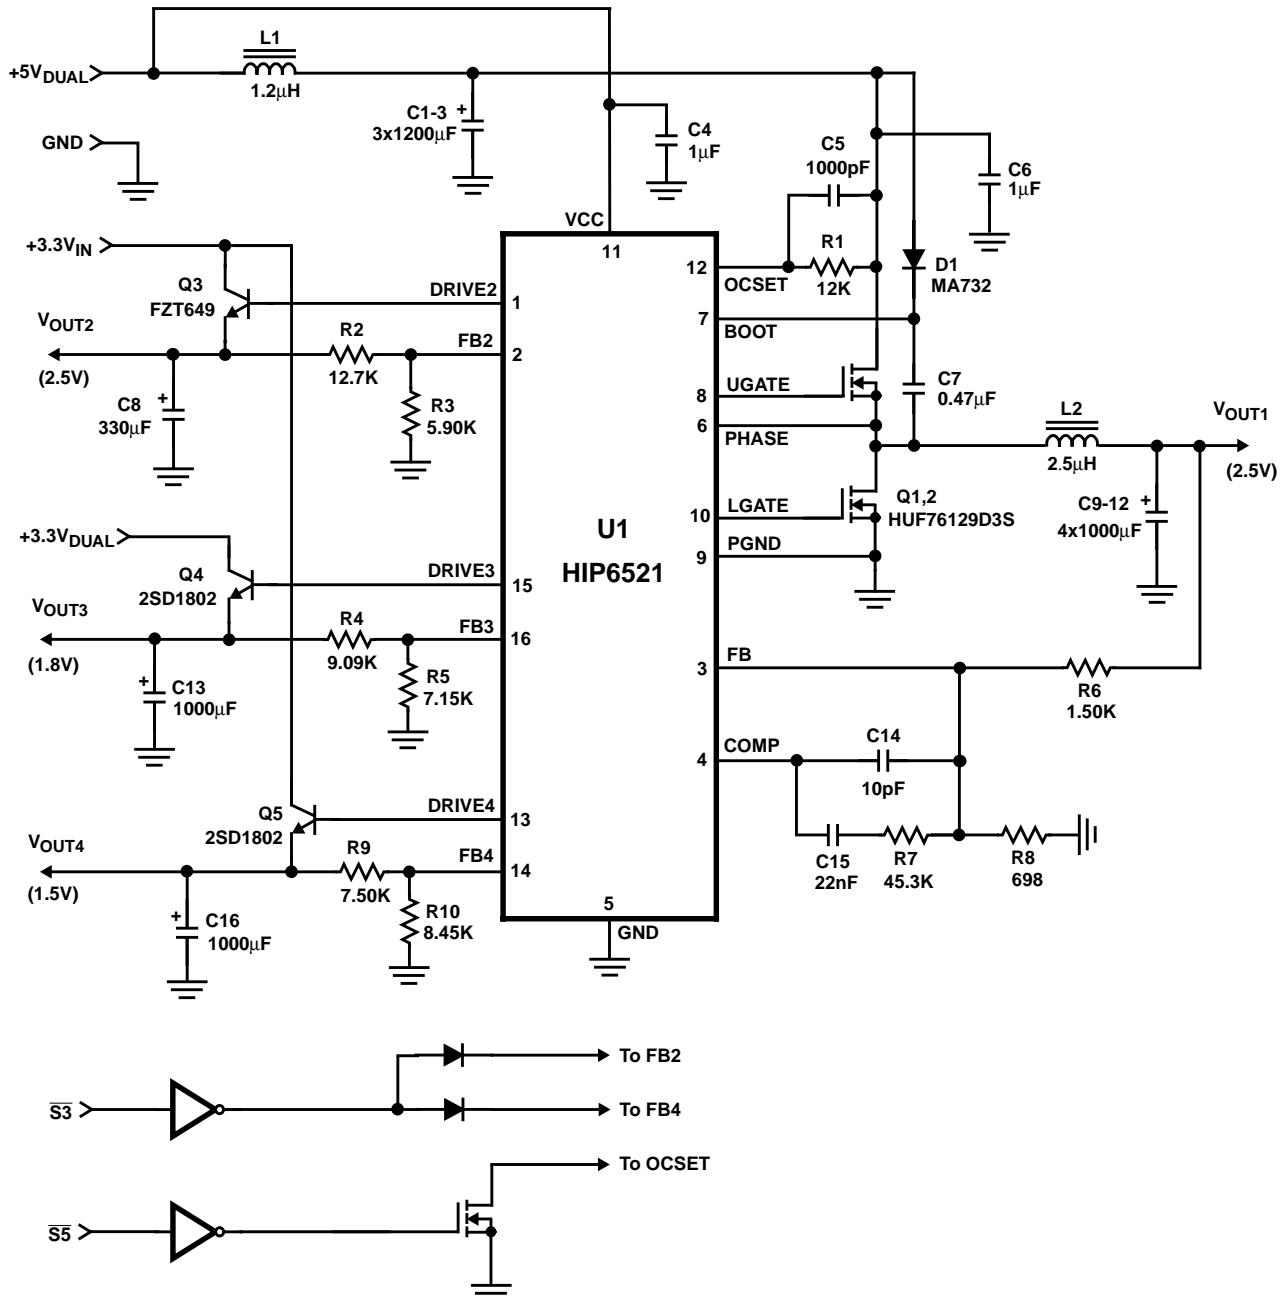 L1
+5VDUAL
1.2µH
C1-3
3x1200µF
+
GND
C4
1µF
C5
1000pF
C6
1µF
VCC
11
+3.3VIN
Q3
FZT649
DRIVE2
1
12
OCSET
R1
12K
D1
MA732
7
BOOT
VOUT2
(2.5V)
R2
12.7K
FB2
2
C8
330µF
+
R3
5.90K
8
UGATE
C7
0.47µF
6
PHASE
L2
2.5µH
VOUT1
(2.5V)
10
LGATE
Q1,2
HUF76129D3S
C9-12
4x1000µF
+
9
PGND
U1
HIP6521
+3.3VDUAL
Q4
2SD1802
DRIVE3
15
VOUT3
(1.8V)
R4
9.09K
FB3
16
C13
1000µF
+
R5
7.15K
3
FB
R6
1.50K
4
COMP
C14
10pF
C15
22nF
R7
45.3K
R8
698
Q5
2SD1802
DRIVE4
13
VOUT4
(1.5V)
R9
7.50K
FB4
14
C16
1000µF
+
R10
8.45K
5
GND
To FB2
S3
To FB4
To OCSET
S5